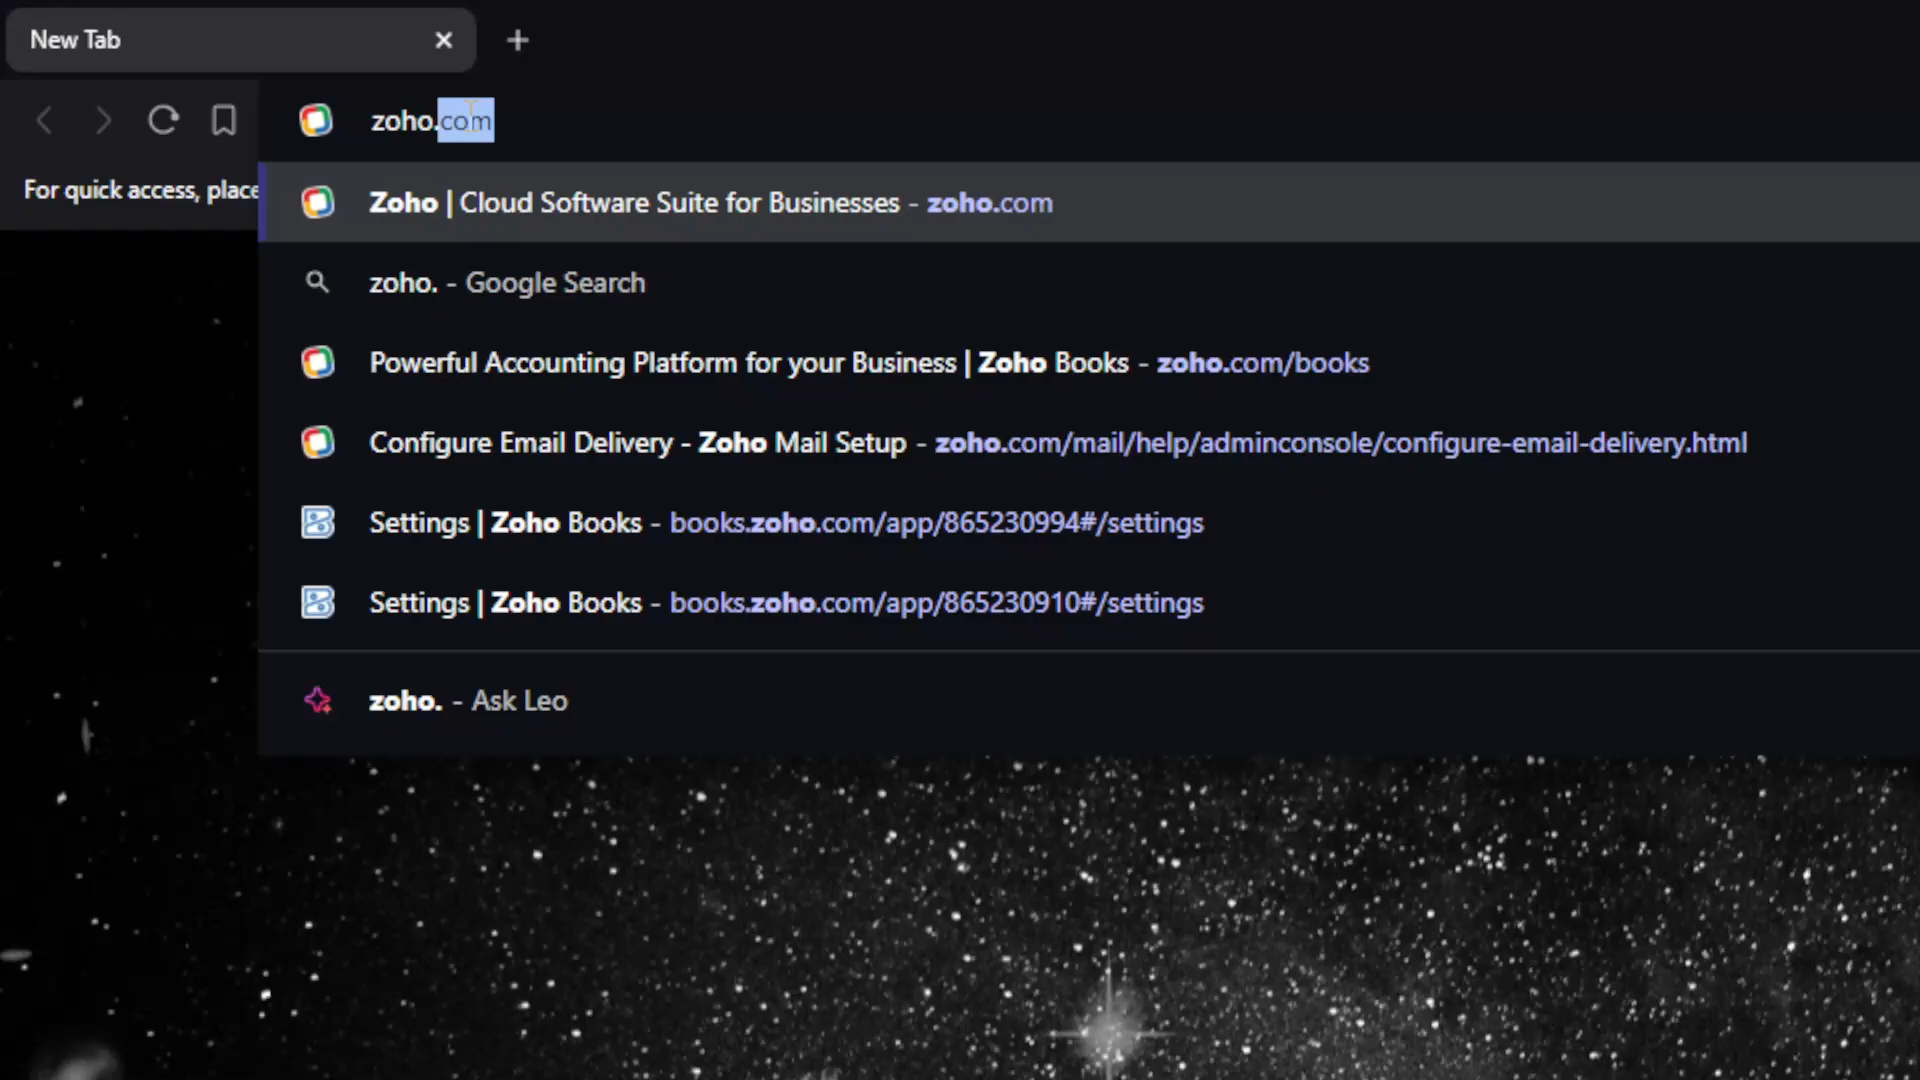 New Tab
zoho.com
For quick access, place
Zoho | Cloud Software Suite for Businesses - zoho.com
zoho. - Google Search
Powerful Accounting Platform for your Business | Zoho Books - zoho.com/books
Configure Email Delivery - Zoho Mail Setup - zoho.com/mail/help/adminconsole/configure-email-delivery.html
Settings | Zoho Books - books.zoho.com/app/865230994#/settings
Settings | Zoho Books - books.zoho.com/app/865230910#/settings
zoho. - Ask Leo